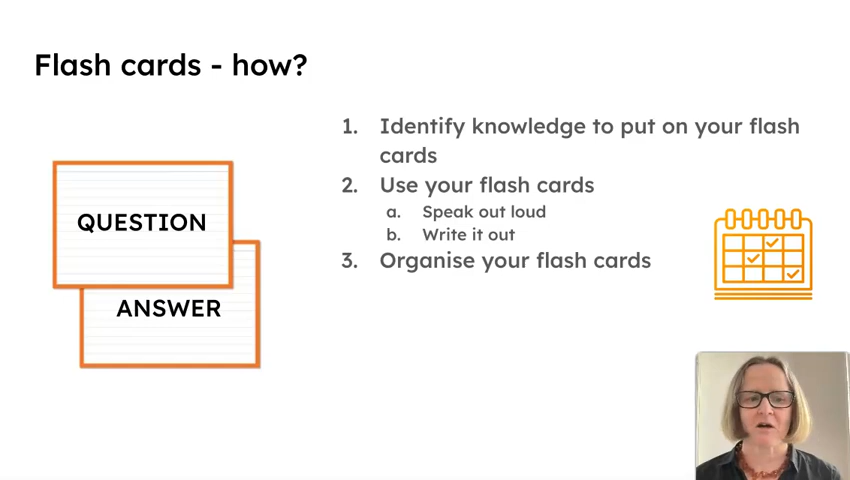 Flash cards - how?
1. Identify knowledge to put on your flash
cards
2. Use your flash cards
a. Speak out loud
b. Write it out
3. Organise your flash cards
QUESTION
ANSWER